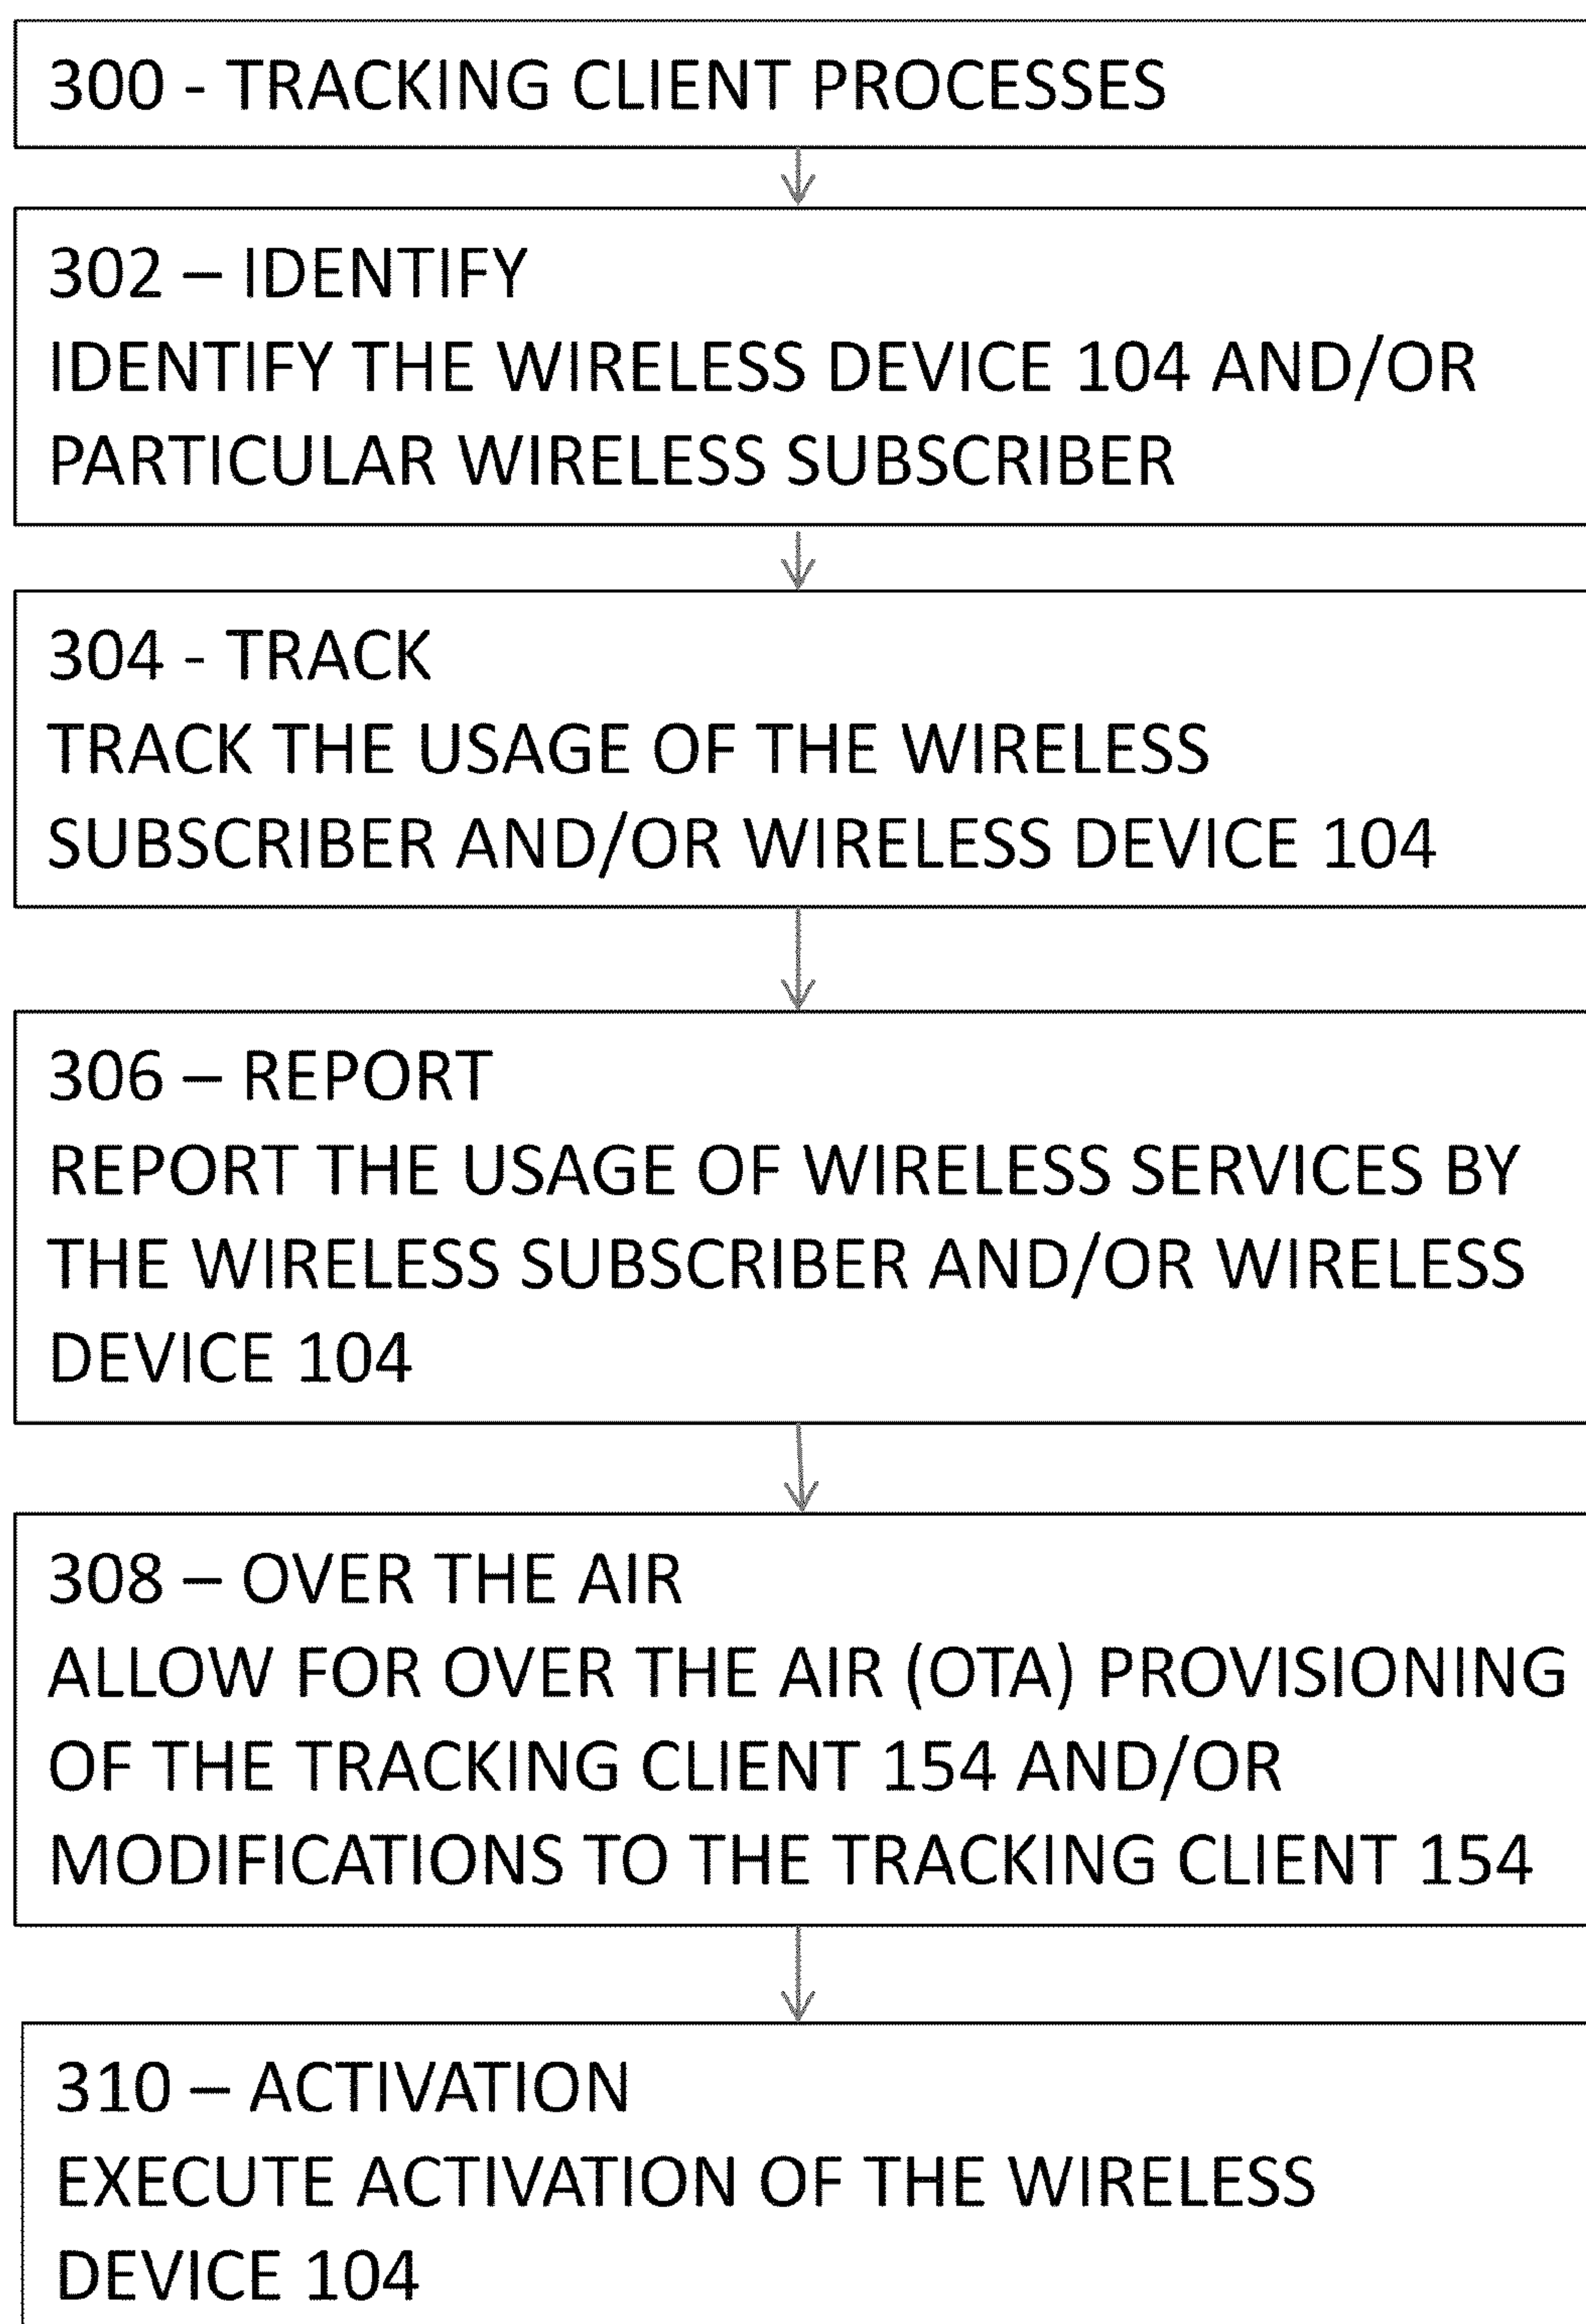 300 - TRACKING CLIENT PROCESSES
302 – IDENTIFY
IDENTIFY THE WIRELESS DEVICE 104 AND/OR
PARTICULAR WIRELESS SUBSCRIBER
304 - TRACK
TRACK THE USAGE OF THE WIRELESS
SUBSCRIBER AND/OR WIRELESS DEVICE 104
306 – REPORT
REPORT THE USAGE OF WIRELESS SERVICES BY
THE WIRELESS SUBSCRIBER AND/OR WIRELESS
DEVICE 104
308 – OVER THE AIR
ALLOW FOR OVER THE AIR (OTA) PROVISIONING
OF THE TRACKING CLIENT 154 AND/OR
MODIFICATIONS TO THE TRACKING CLIENT 154
310 – ACTIVATION
EXECUTE ACTIVATION OF THE WIRELESS
DEVICE 104